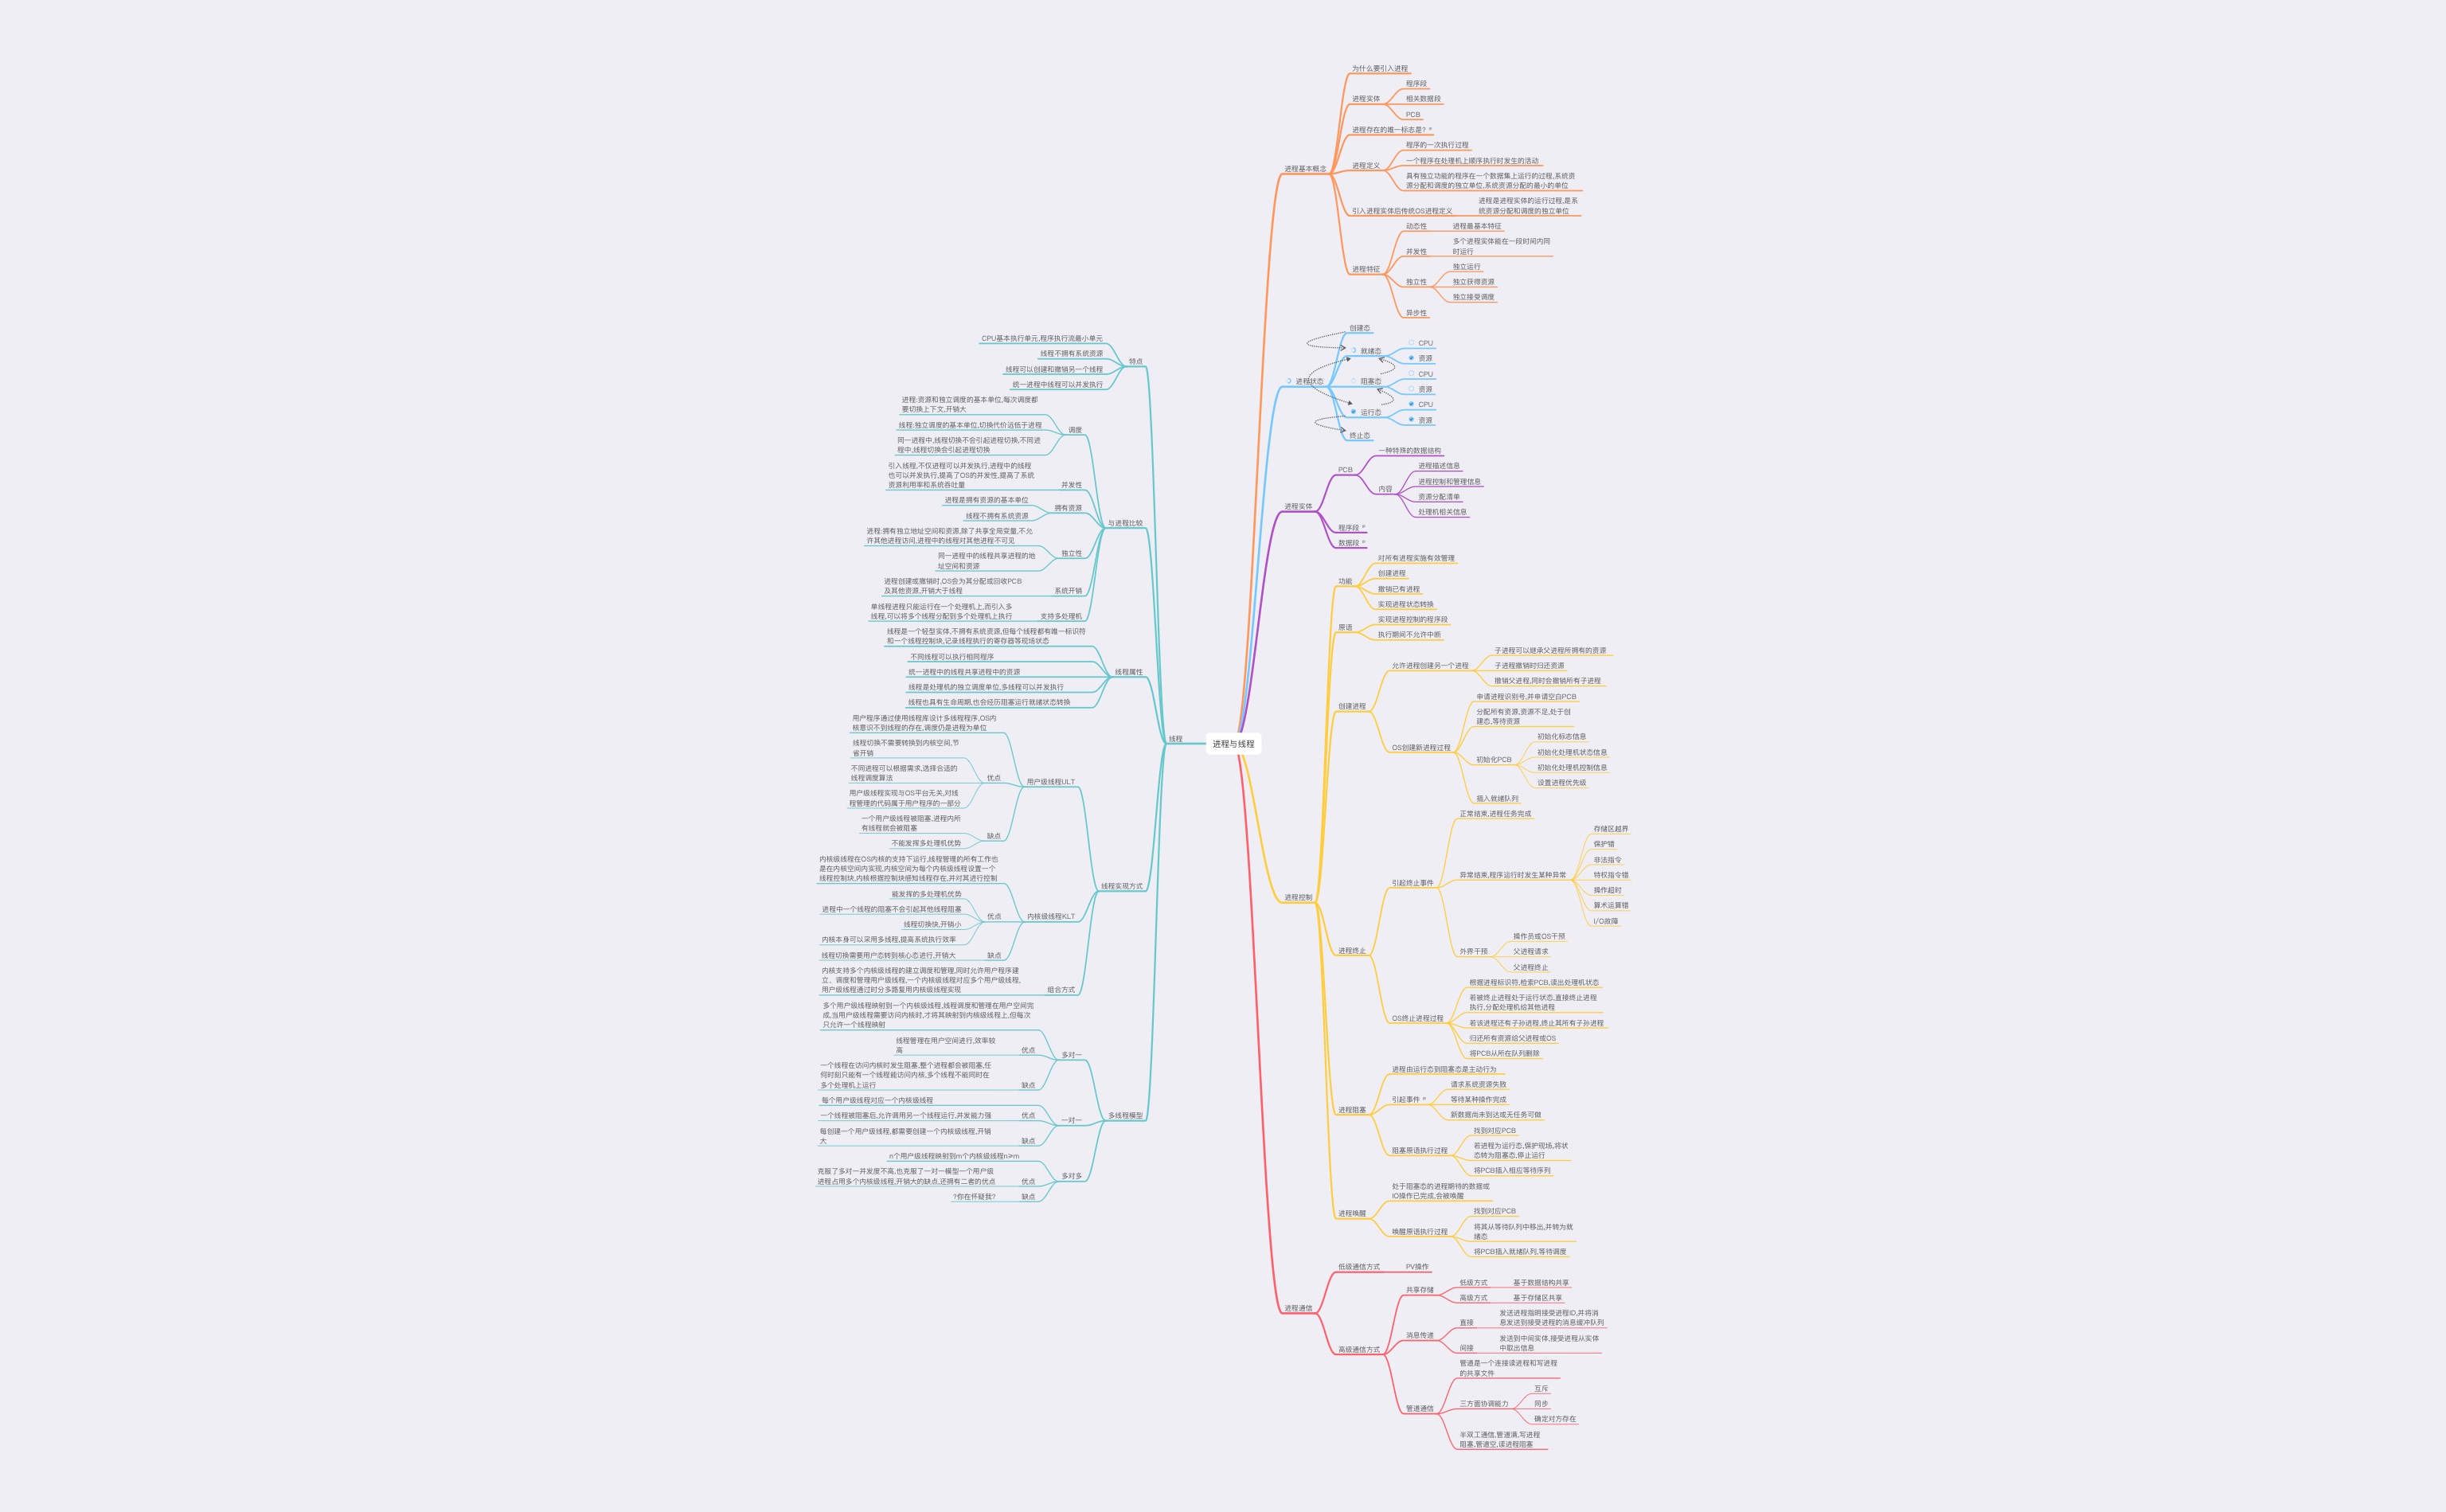 进程与线程
进程基本概念
为什么要引入进程
进程实体
程序段
相关数据段
PCB
进程存在的唯一标志是?
进程定义
程序的一次执行过程
一个程序在处理机上顺序执行时发生的活动
具有独立功能的程序在一个数据集上运行的过程,系统资
源分配和调度的独立单位,系统资源分配的最小的单位
引入进程实体后传统OS进程定义
进程是进程实体的运行过程,是系
统资源分配和调度的独立单位
进程特征
动态性
进程最基本特征
并发性
多个进程实体能在一段时间内同
时运行
独立性
独立运行
独立获得资源
独立接受调度
异步性
进程状态
创建态
就绪态
CPU
资源
阻塞态
CPU
资源
运行态
CPU
资源
终止态
进程实体
PCB
一种特殊的数据结构
内容
进程描述信息
进程控制和管理信息
资源分配清单
处理机相关信息
程序段
数据段
进程控制
功能
对所有进程实施有效管理
创建进程
撤销已有进程
实现进程状态转换
原语
实现进程控制的程序段
执行期间不允许中断
创建进程
允许进程创建另一个进程
子进程可以继承父进程所拥有的资源
子进程撤销时归还资源
撤销父进程,同时会撤销所有子进程
OS创建新进程过程
申请进程识别号,并申请空白PCB
分配所有资源,资源不足,处于创
建态,等待资源
初始化PCB
初始化标志信息
初始化处理机状态信息
初始化处理机控制信息
设置进程优先级
插入就绪队列
进程终止
引起终止事件
正常结束,进程任务完成
异常结束,程序运行时发生某种异常
存储区越界
保护错
非法指令
特权指令错
操作超时
算术运算错
I/O故障
外界干预
操作员或OS干预
父进程请求
父进程终止
OS终止进程过程
根据进程标识符,检索PCB,读出处理机状态
若被终止进程处于运行状态,直接终止进程
执行,分配处理机给其他进程
若该进程还有子孙进程,终止其所有子孙进程
归还所有资源给父进程或OS
将PCB从所在队列删除
进程阻塞
进程由运行态到阻塞态是主动行为
引起事件
请求系统资源失败
等待某种操作完成
新数据尚未到达或无任务可做
阻塞原语执行过程
找到对应PCB
若进程为运行态,保护现场,将状
态转为阻塞态,停止运行
将PCB插入相应等待序列
进程唤醒
处于阻塞态的进程期待的数据或
IO操作已完成,会被唤醒
唤醒原语执行过程
找到对应PCB
将其从等待队列中移出,并转为就
绪态
将PCB插入就绪队列,等待调度
进程通信
低级通信方式
PV操作
高级通信方式
共享存储
低级方式
基于数据结构共享
高级方式
基于存储区共享
消息传递
直接
发送进程指明接受进程ID,并将消
息发送到接受进程的消息缓冲队列
间接
发送到中间实体,接受进程从实体
中取出信息
管道通信
管道是一个连接读进程和写进程
的共享文件
三方面协调能力
互斥
同步
确定对方存在
半双工通信,管道满,写进程
阻塞,管道空,读进程阻塞
线程
特点
CPU基本执行单元,程序执行流最小单元
线程不拥有系统资源
线程可以创建和撤销另一个线程
统一进程中线程可以并发执行
与进程比较
调度
进程:资源和独立调度的基本单位,每次调度都
要切换上下文,开销大
线程:独立调度的基本单位,切换代价远低于进程
同一进程中,线程切换不会引起进程切换,不同进
程中,线程切换会引起进程切换
并发性
引入线程,不仅进程可以并发执行,进程中的线程
也可以并发执行,提高了OS的并发性,提高了系统
资源利用率和系统吞吐量
拥有资源
进程是拥有资源的基本单位
线程不拥有系统资源
独立性
进程:拥有独立地址空间和资源,除了共享全局变量,不允
许其他进程访问,进程中的线程对其他进程不可见
同一进程中的线程共享进程的地
址空间和资源
系统开销
进程创建或撤销时,OS会为其分配或回收PCB
及其他资源,开销大于线程
支持多处理机
单线程进程只能运行在一个处理机上,而引入多
线程,可以将多个线程分配到多个处理机上执行
线程属性
线程是一个轻型实体,不拥有系统资源,但每个线程都有唯一标识符
和一个线程控制块,记录线程执行的寄存器等现场状态
不同线程可以执行相同程序
统一进程中的线程共享进程中的资源
线程是处理机的独立调度单位,多线程可以并发执行
线程也具有生命周期,也会经历阻塞运行就绪状态转换
线程实现方式
用户级线程ULT
用户程序通过使用线程库设计多线程程序,OS内
核意识不到线程的存在,调度仍是进程为单位
优点
线程切换不需要转换到内核空间,节
省开销
不同进程可以根据需求,选择合适的
线程调度算法
用户级线程实现与OS平台无关,对线
程管理的代码属于用户程序的一部分
缺点
一个用户级线程被阻塞,进程内所
有线程就会被阻塞
不能发挥多处理机优势
内核级线程KLT
内核级线程在OS内核的支持下运行,线程管理的所有工作也
是在内核空间内实现,内核空间为每个内核级线程设置一个
线程控制块,内核根据控制块感知线程存在,并对其进行控制
优点
能发挥的多处理机优势
进程中一个线程的阻塞不会引起其他线程阻塞
线程切换快,开销小
内核本身可以采用多线程,提高系统执行效率
缺点
线程切换需要用户态转到核心态进行,开销大
组合方式
内核支持多个内核级线程的建立调度和管理,同时允许用户程序建
立、调度和管理用户级线程,一个内核级线程对应多个用户级线程,
用户级线程通过时分多路复用内核级线程实现
多线程模型
多对一
多个用户级线程映射到一个内核级线程,线程调度和管理在用户空间完
成,当用户级线程需要访问内核时,才将其映射到内核级线程上,但每次
只允许一个线程映射
优点
线程管理在用户空间进行,效率较
高
缺点
一个线程在访问内核时发生阻塞,整个进程都会被阻塞,任
何时刻只能有一个线程能访问内核,多个线程不能同时在
多个处理机上运行
一对一
每个用户级线程对应一个内核级线程
优点
一个线程被阻塞后,允许调用另一个线程运行,并发能力强
缺点
每创建一个用户级线程,都需要创建一个内核级线程,开销
大
多对多
n个用户级线程映射到m个内核级线程n≥m
优点
克服了多对一并发度不高,也克服了一对一模型一个用户级
进程占用多个内核级线程,开销大的缺点,还拥有二者的优点
缺点
?你在怀疑我?